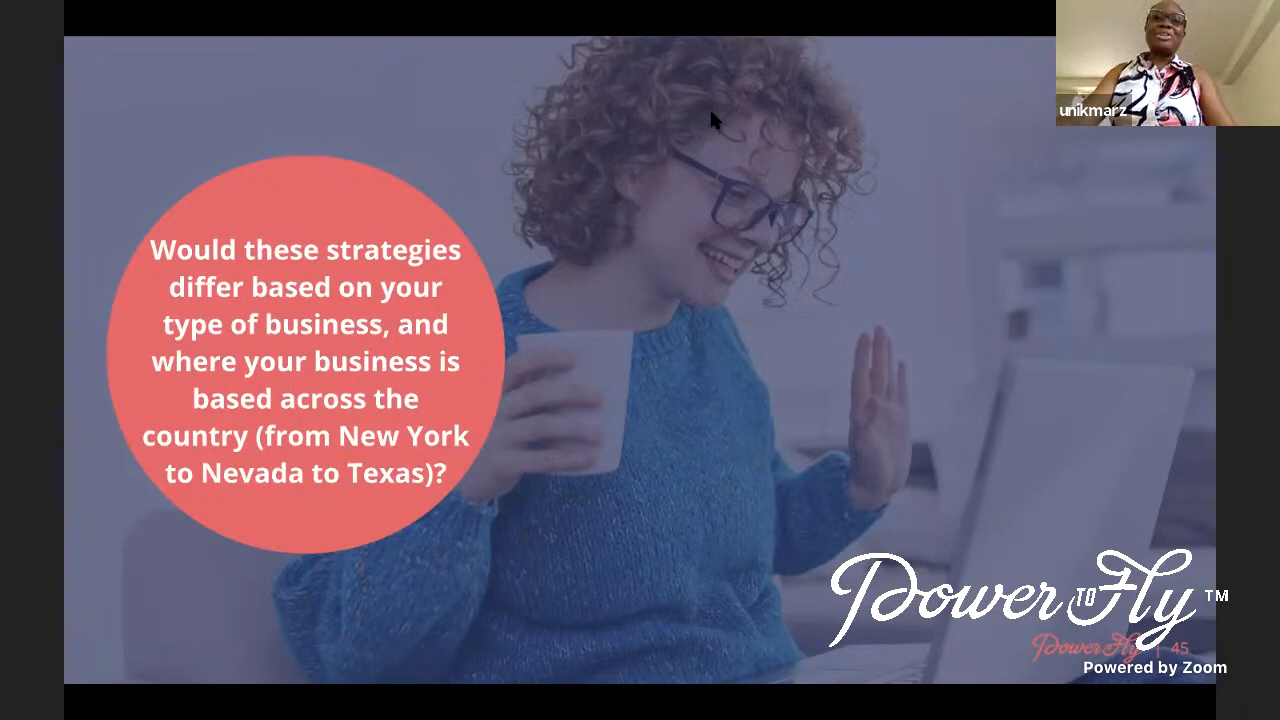 unikmarz
Would these strategies
differ based on your
type of business, and
where your business is
based across the
country (from New York
to Nevada to Texas)?
PowerToFly™
PowerToFly | 45
Powered by Zoom